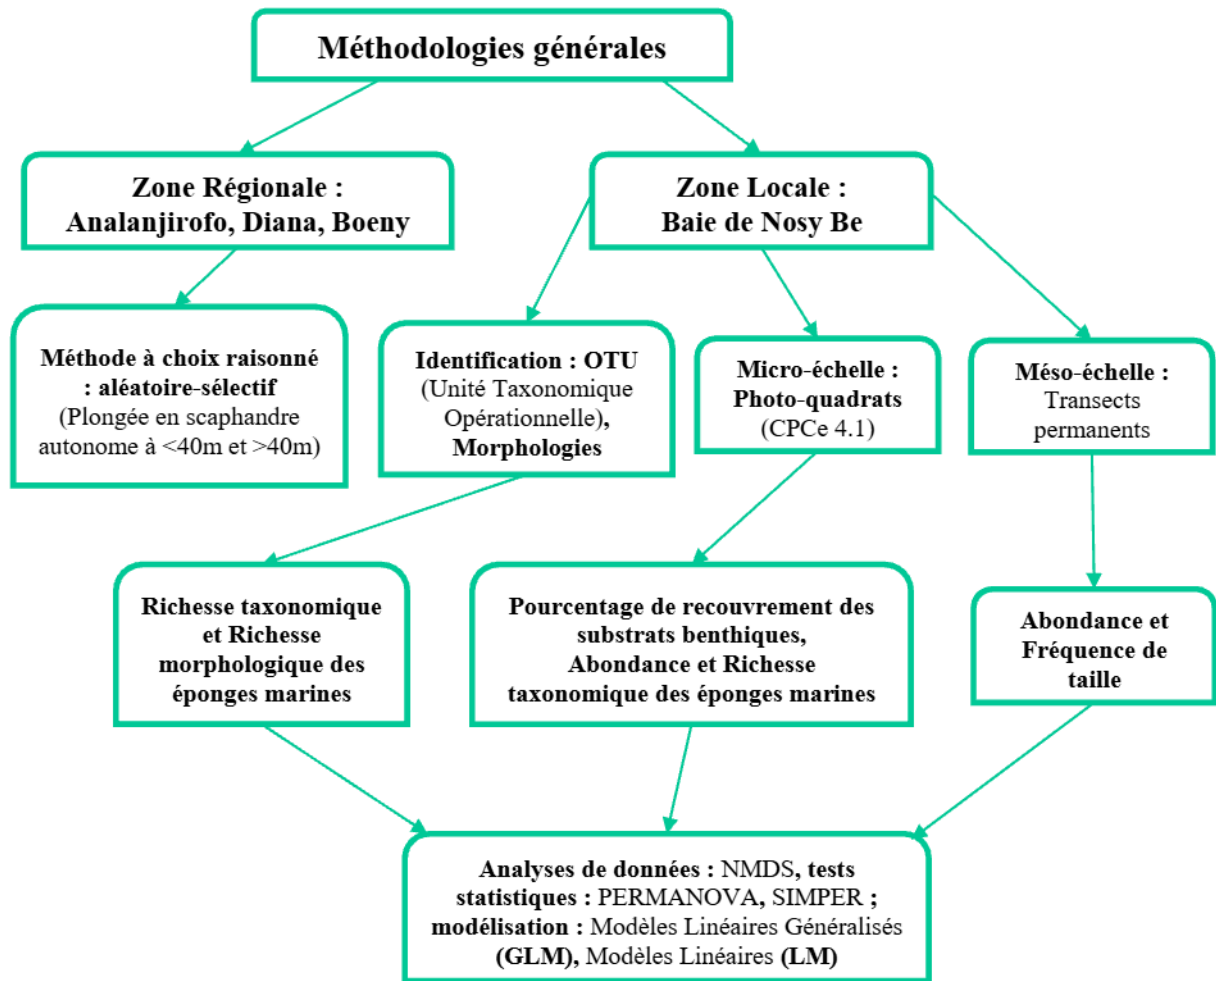 Méthodologies générales
Zone Régionale :
Analanjirofo, Diana, Boeny
Zone Locale :
Baie de Nosy Be
Méthode à choix raisonné
: aléatoire-sélectif
(Plongée en scaphandre
autonome à <40m et >40m)
Identification : OTU
(Unité Taxonomique
Opérationnelle),
Morphologies
Micro-échelle :
Photo-quadrats
(CPCe 4.1)
Méso-échelle :
Transects
permanents
Richesse taxonomique
et Richesse
morphologique des
éponges marines
Pourcentage de recouvrement des
substrats benthiques,
Abondance et Richesse
taxonomique des éponges marines
Abondance et
Fréquence de
taille
Analyses de données : NMDS, tests
statistiques : PERMANOVA, SIMPER ;
modélisation : Modèles Linéaires Généralisés
(GLM), Modèles Linéaires (LM)